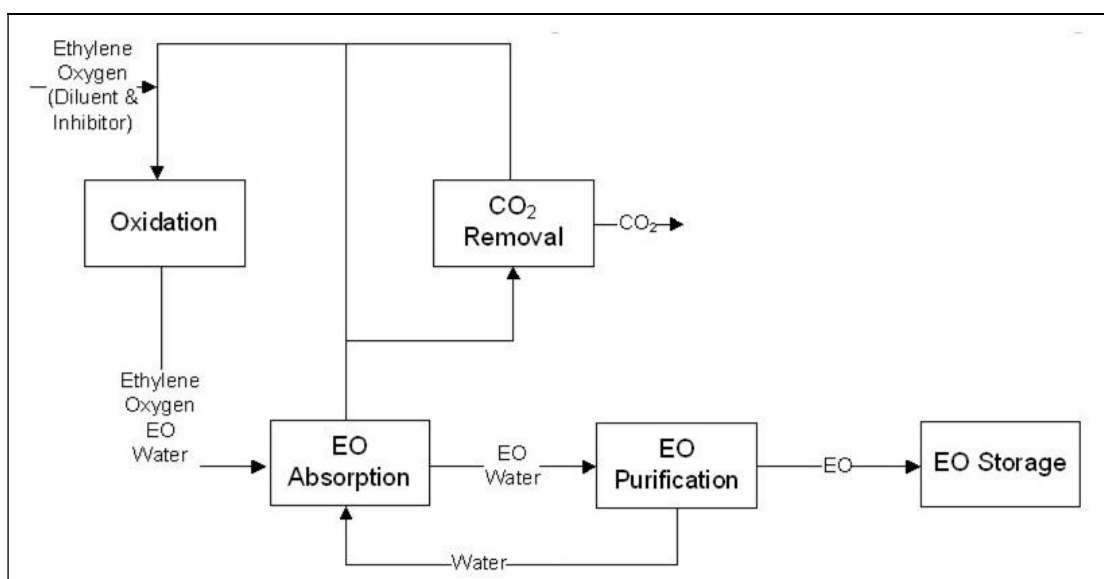 Ethylene
Oxygen
(Diluent &
Inhibitor)
Oxidation
CO₂
Removal
CO₂
Ethylene
Oxygen
EO
Water
EO
Absorption
EO
Water
EO
Purification
EO
EO Storage
Water